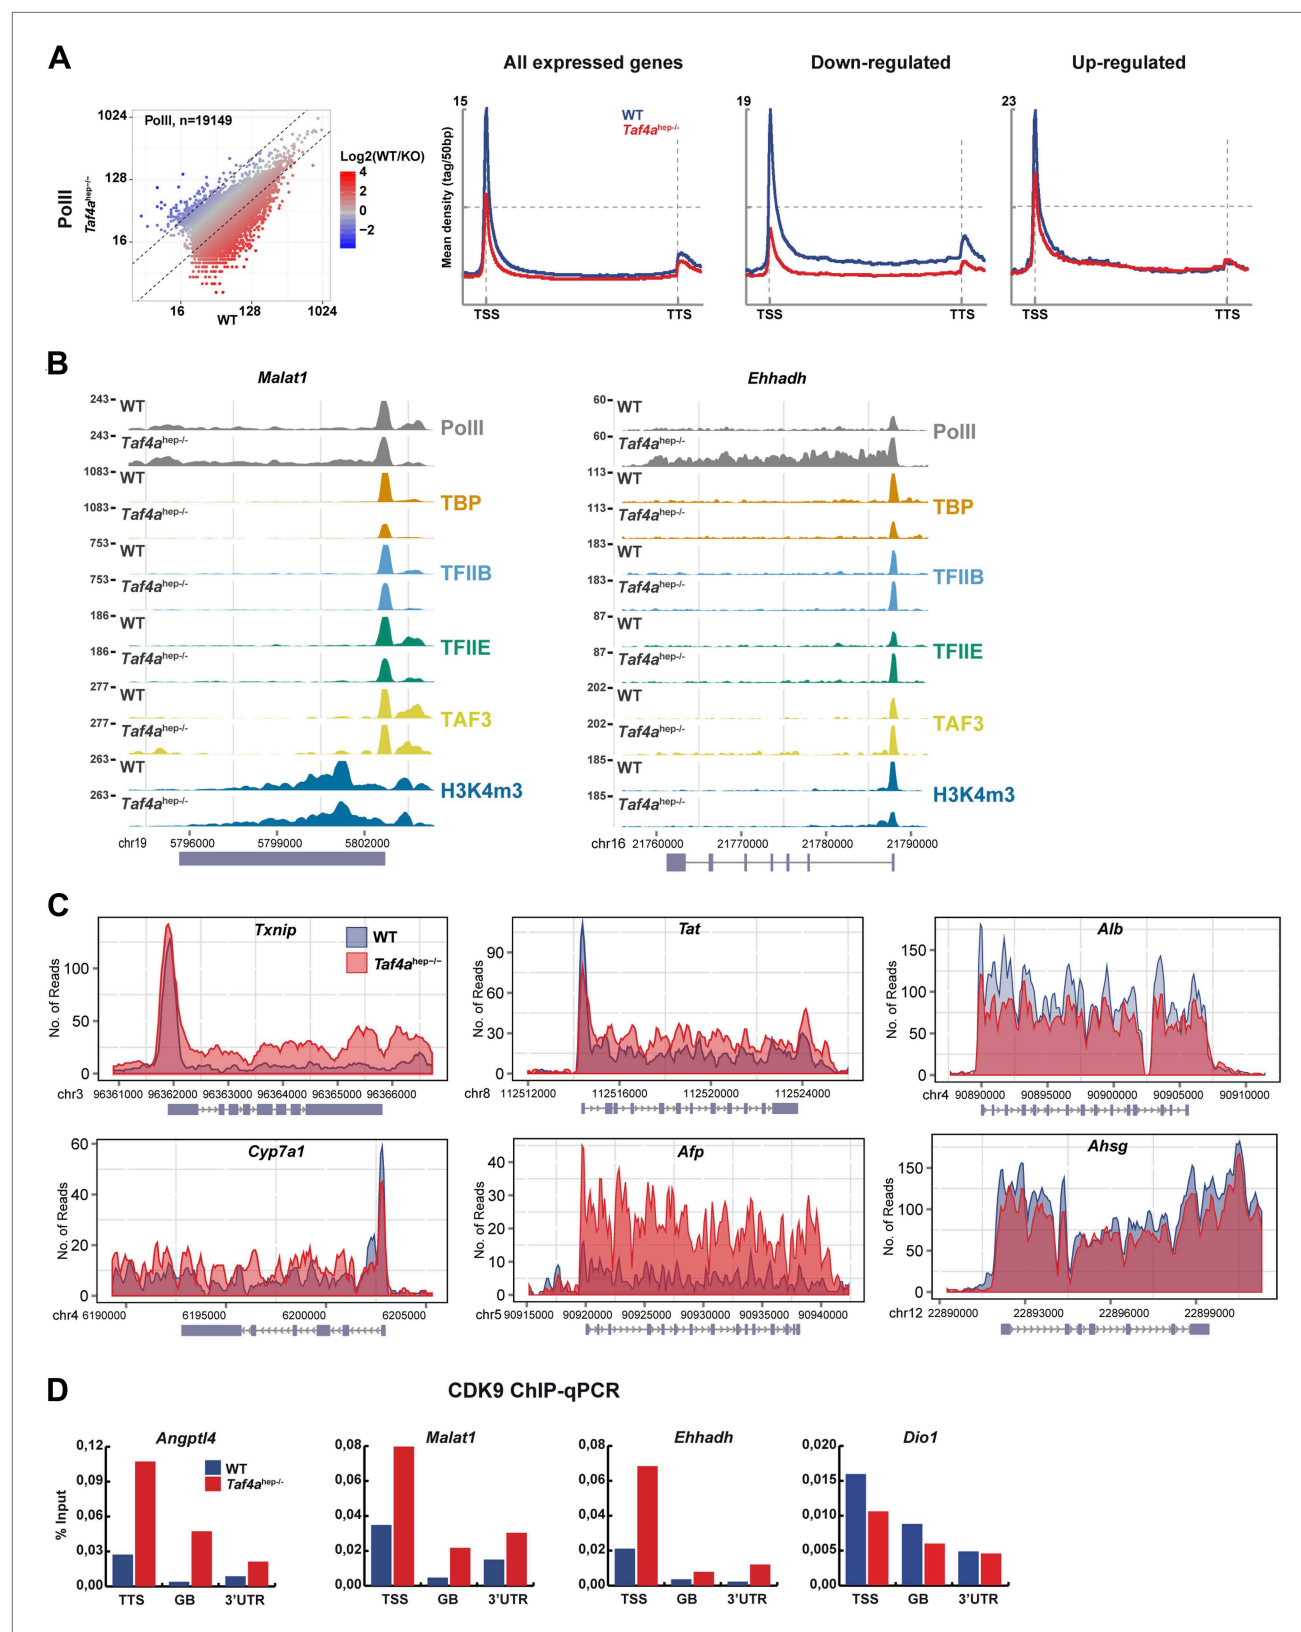 A
All expressed genes
Down-regulated
Up-regulated
PolII, n=19149
1024
128
16
16
128
1024
WT
PolII
Taf4a hep-/-
Log2(WT/KO)
4
2
0
−2
Mean density (tag/50bp)
15
WT
Taf4a hep-/-
TSS
TTS
19
TSS
TTS
23
TSS
TTS
B
Malat1
243
WT
PolII
243
Taf4a hep-/-
1083
WT
TBP
1083
Taf4a hep-/-
753
WT
TFIIB
753
Taf4a hep-/-
186
WT
TFIIE
186
Taf4a hep-/-
277
WT
TAF3
277
Taf4a hep-/-
263
WT
H3K4m3
263
Taf4a hep-/-
chr19 5796000 5799000 5802000
Ehhadh
60
WT
PolII
60
Taf4a hep-/-
113
WT
TBP
113
Taf4a hep-/-
183
WT
TFIIB
183
Taf4a hep-/-
87
WT
TFIIE
87
Taf4a hep-/-
202
WT
TAF3
202
Taf4a hep-/-
185
WT
H3K4m3
185
Taf4a hep-/-
chr16 21760000 21770000 21780000 21790000
C
Txnip
WT
Taf4a hep−/−
No. of Reads
100
50
0
chr3 96361000 96362000 96363000 96364000 96365000 96366000
Tat
No. of Reads
90
60
30
0
chr8 112512000 112516000 112520000 112524000
Alb
No. of Reads
150
100
50
0
chr4 90890000 90895000 90900000 90905000 90910000
Cyp7a1
No. of Reads
60
40
20
0
chr4 6190000 6195000 6200000 6205000
Afp
No. of Reads
40
30
20
10
0
chr5 90915000 90920000 90925000 90930000 90935000 90940000
Ahsg
No. of Reads
150
100
50
0
chr12 22890000 22893000 22896000 22899000
D
CDK9 ChIP-qPCR
Angptl4
WT
Taf4a hep-/-
% Input
0,12
0,09
0,06
0,03
0,00
TTS GB 3’UTR
Malat1
0,08
0,06
0,04
0,02
0,00
TSS GB 3’UTR
Ehhadh
0,08
0,06
0,04
0,02
0,00
TSS GB 3’UTR
Dio1
0,020
0,015
0,010
0,005
0,000
TSS GB 3’UTR